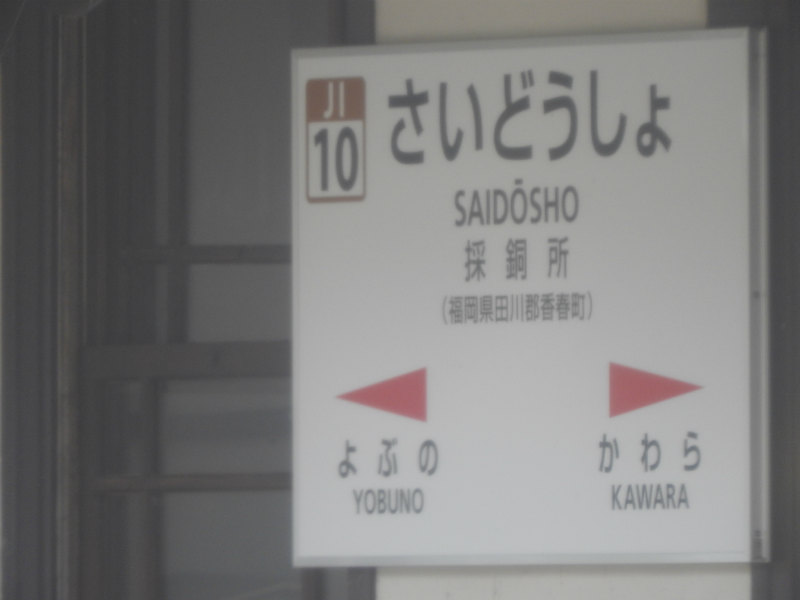 JI
10
さいどうしょ
SAIDŌSHO
採銅所
（福岡県田川郡香春町）
よぶの
YOBUNO
かわら
KAWARA